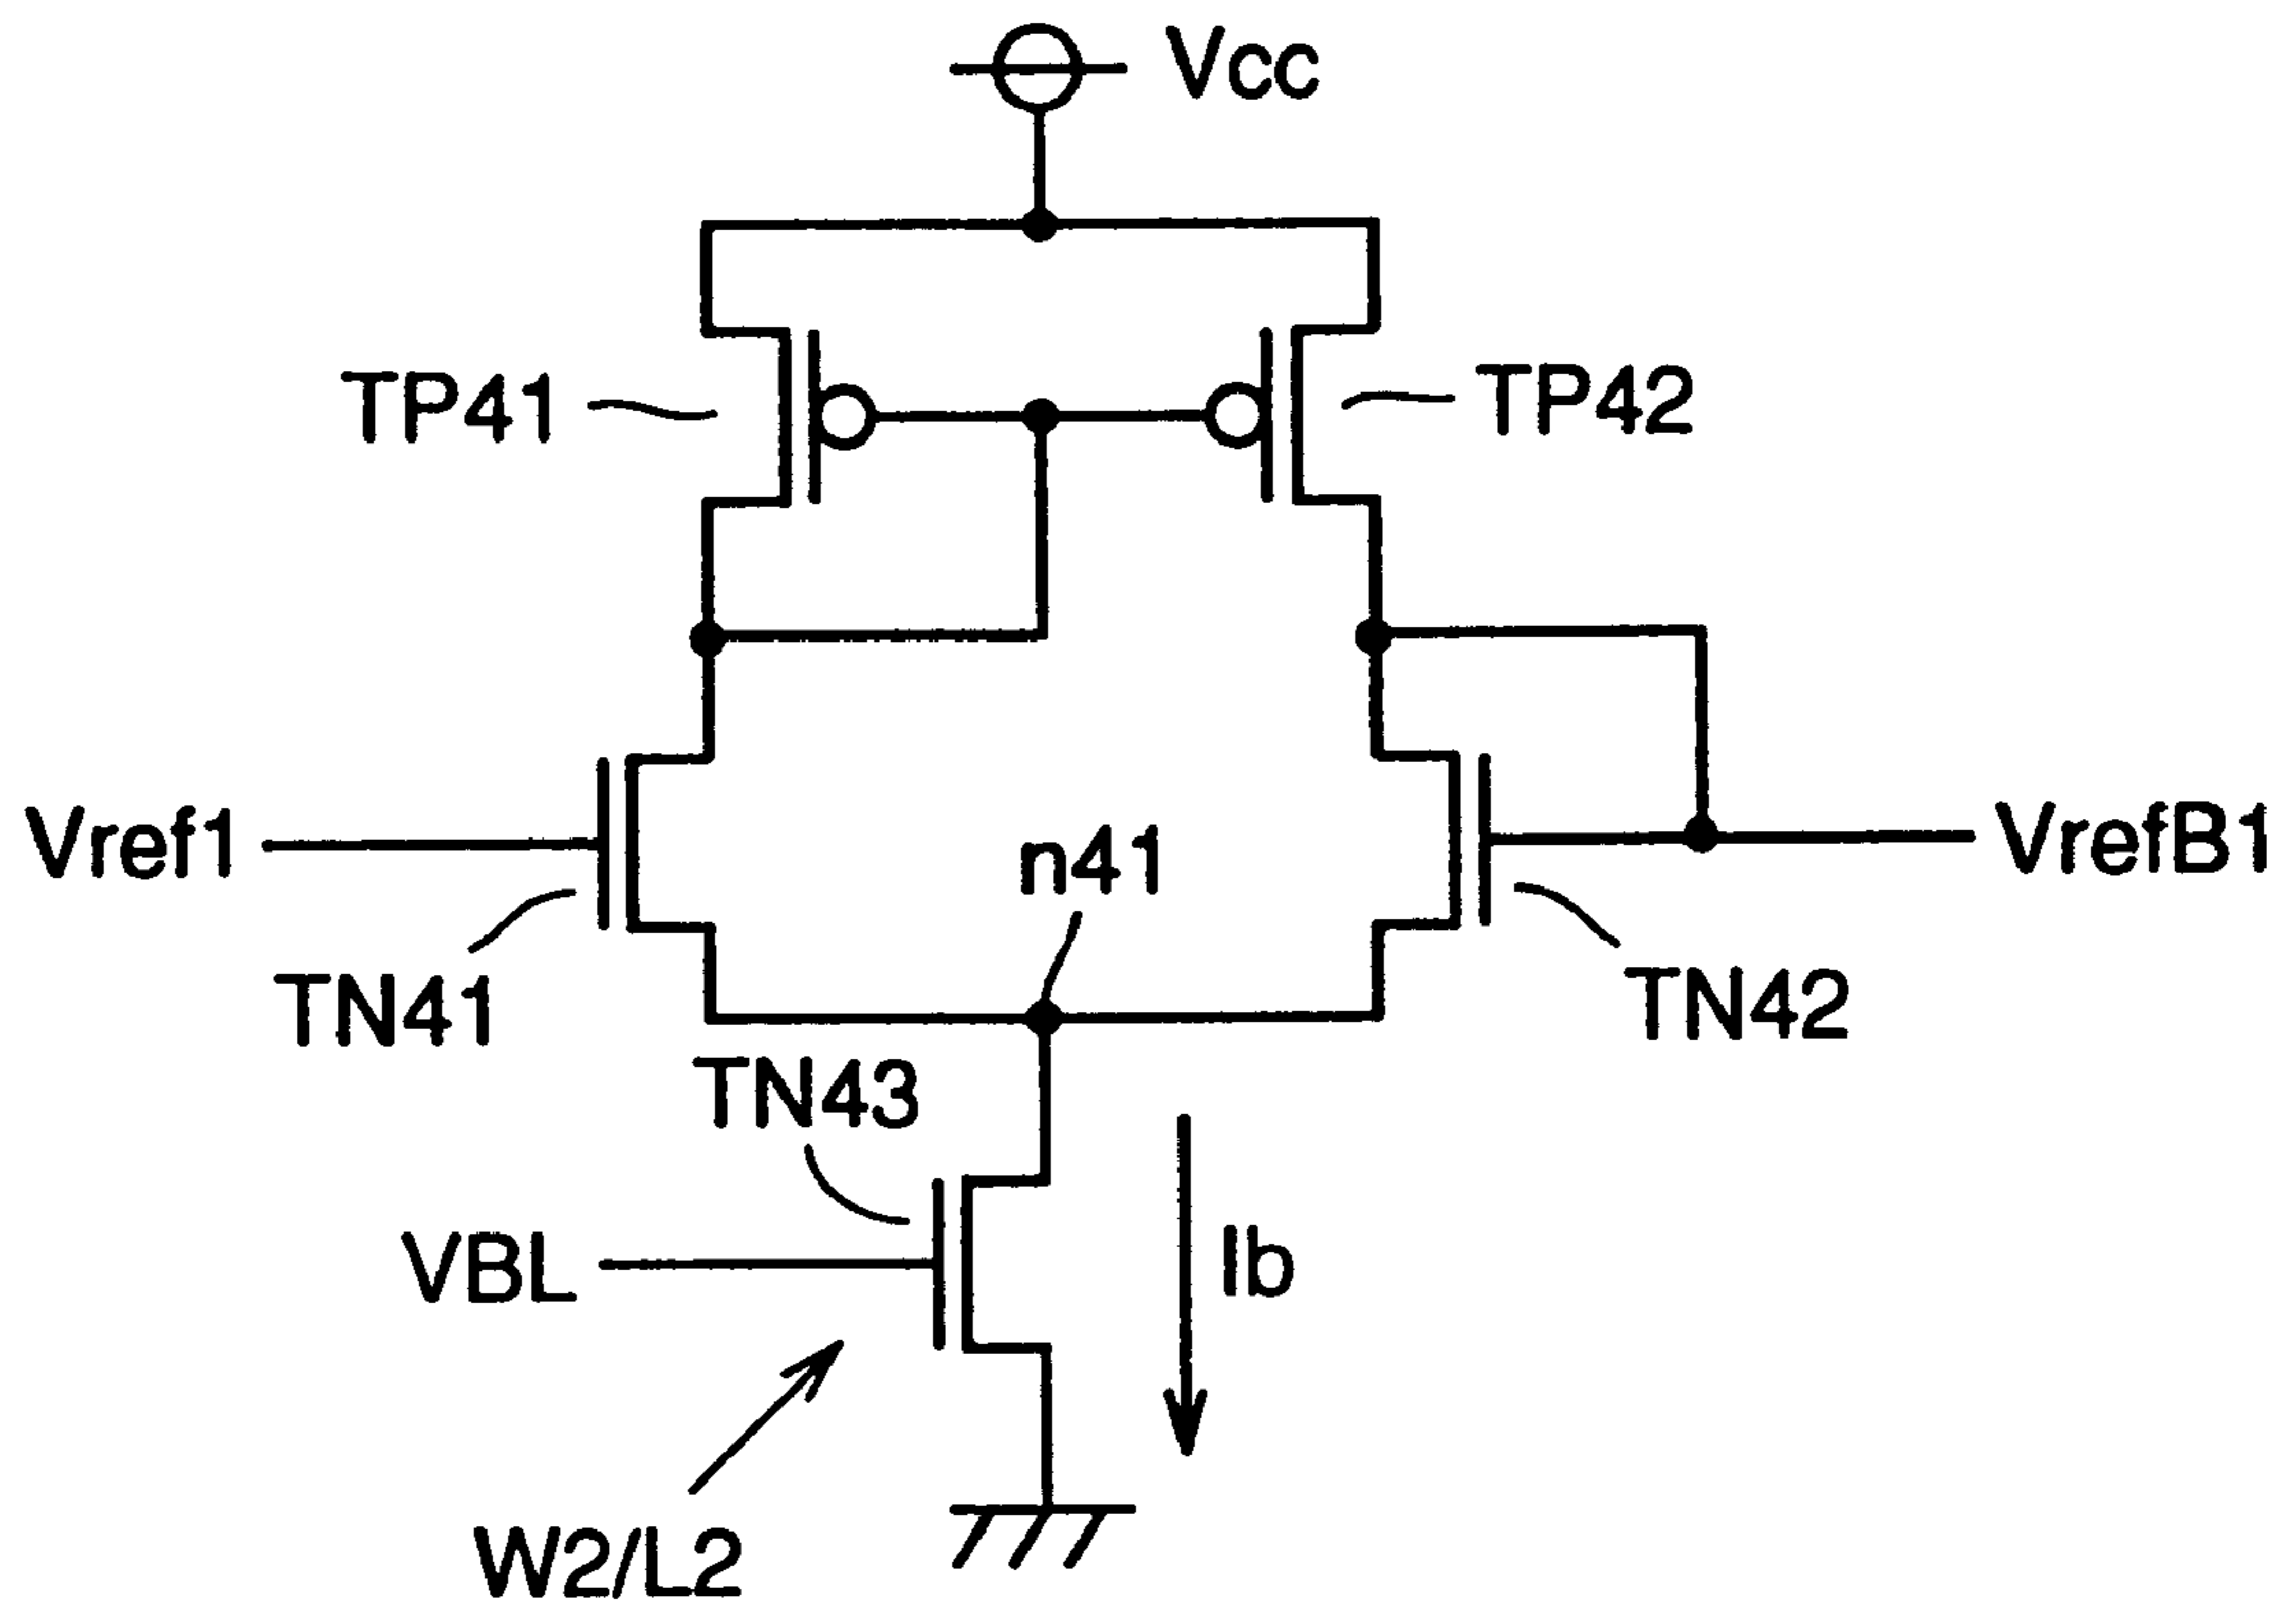 Vcc
TP41
TP42
Vref1
n41
VrefB1
TN41
TN42
TN43
VBL
Ib
W2/L2